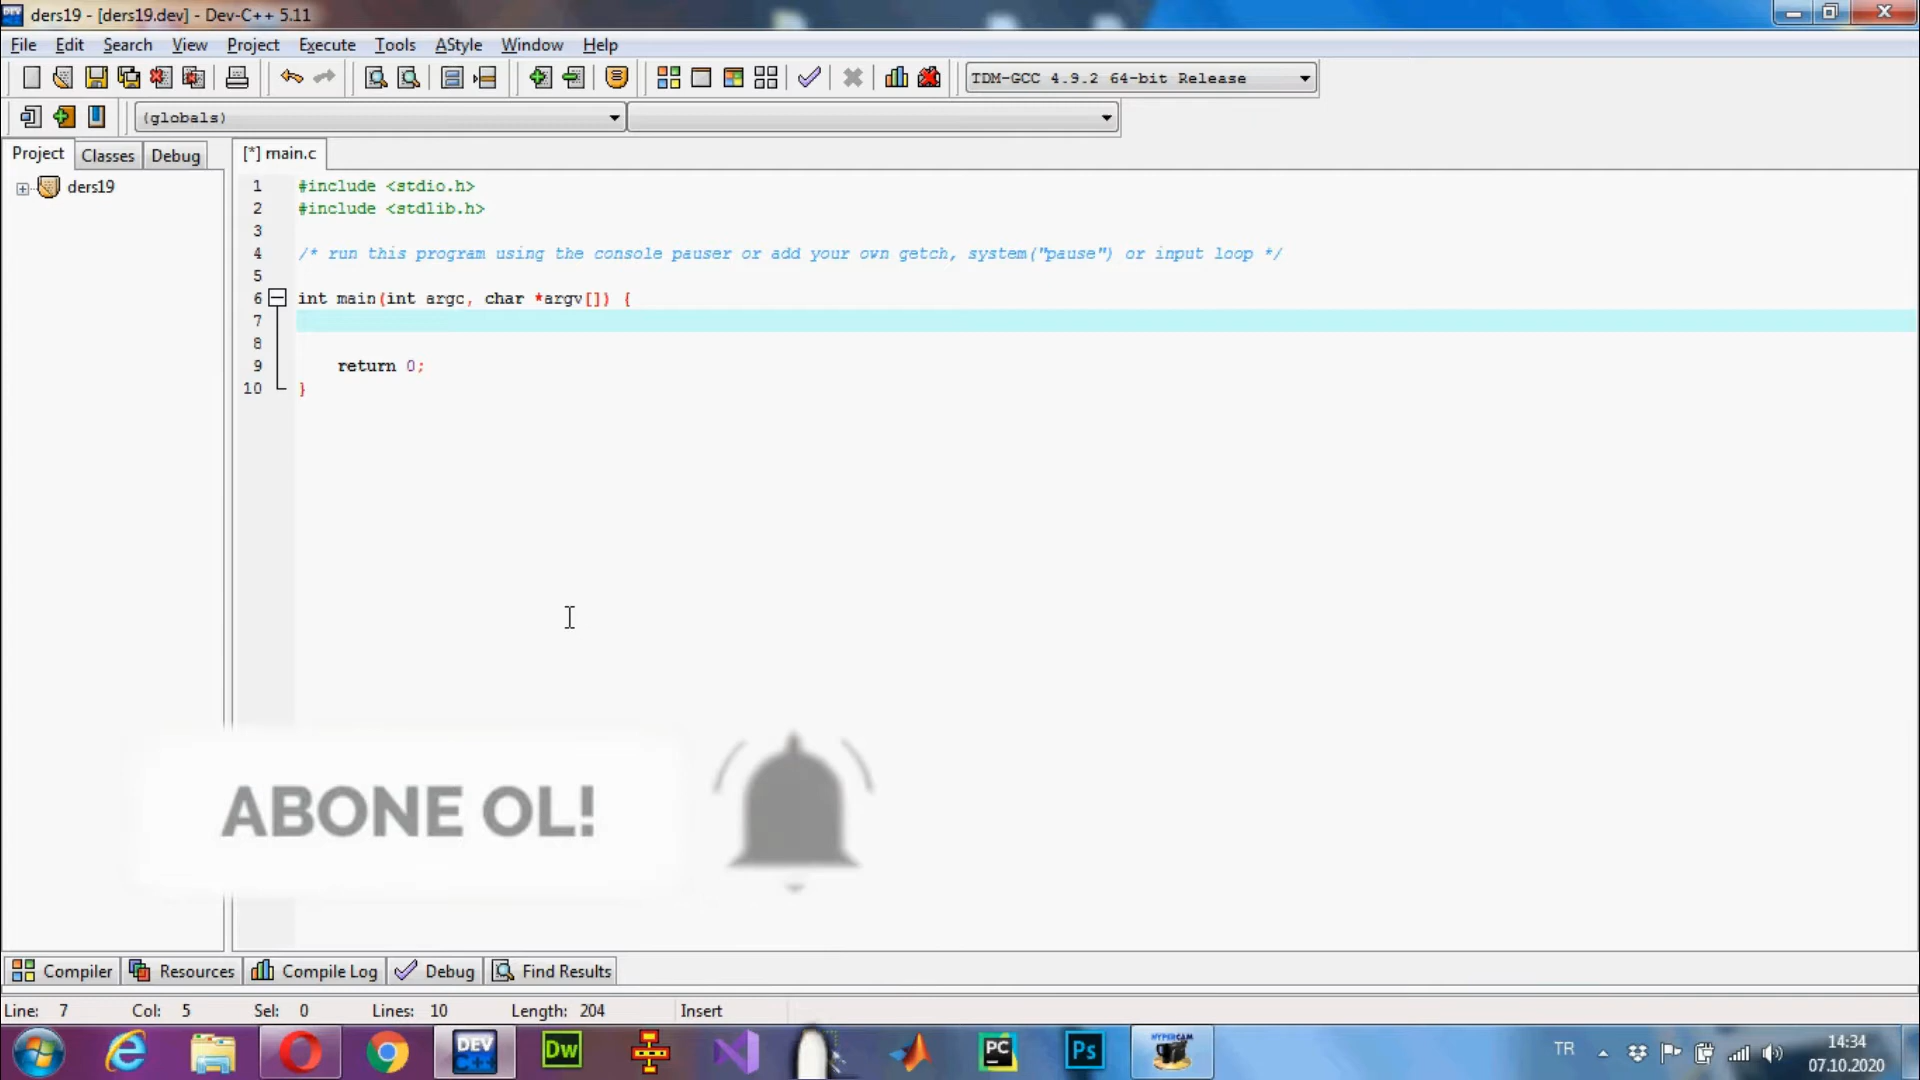 ders19 - [ders19.dev] - Dev-C++ 5.11
File Edit Search View Project Execute Tools AStyle Window Help
TDM-GCC 4.9.2 64-bit Release
(globals)
Project Classes Debug
[*] main.c
ders19
1 #include <stdio.h>
2 #include <stdlib.h>
3
4 /* run this program using the console pauser or add your own getch, system("pause") or input loop */
5
6 int main(int argc, char *argv[]) {
7
8
9 return 0;
10 }
ABONE OL!
Compiler Resources Compile Log Debug Find Results
Line: 7 Col: 5 Sel: 0 Lines: 10 Length: 204 Insert
DEV C++ Dw PC Ps HYPERCAM TR 14:34
07.10.2020